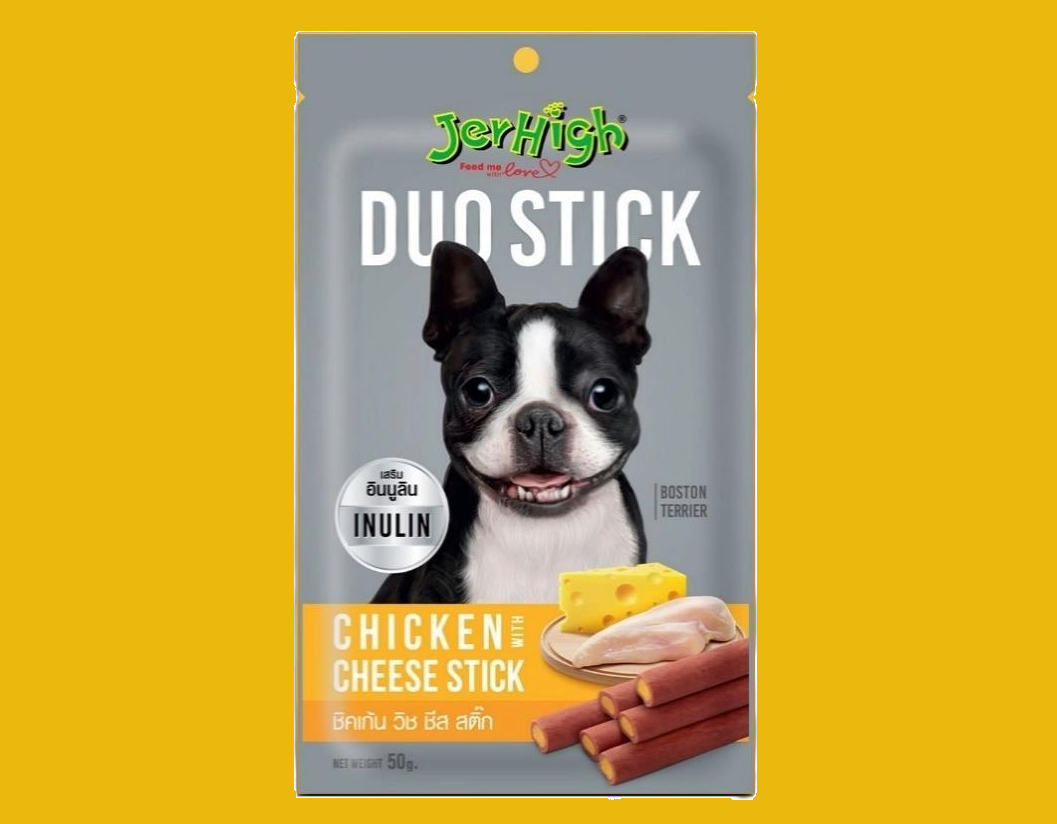 JerHigh®
Feed me
with love
DUO STICK
เสริม
อินนูลิน
INULIN
BOSTON
TERRIER
CHICKEN WITH
CHEESE STICK
ชิคเก้น วิธ ชีส สติ๊ก
NET WEIGHT 50g.